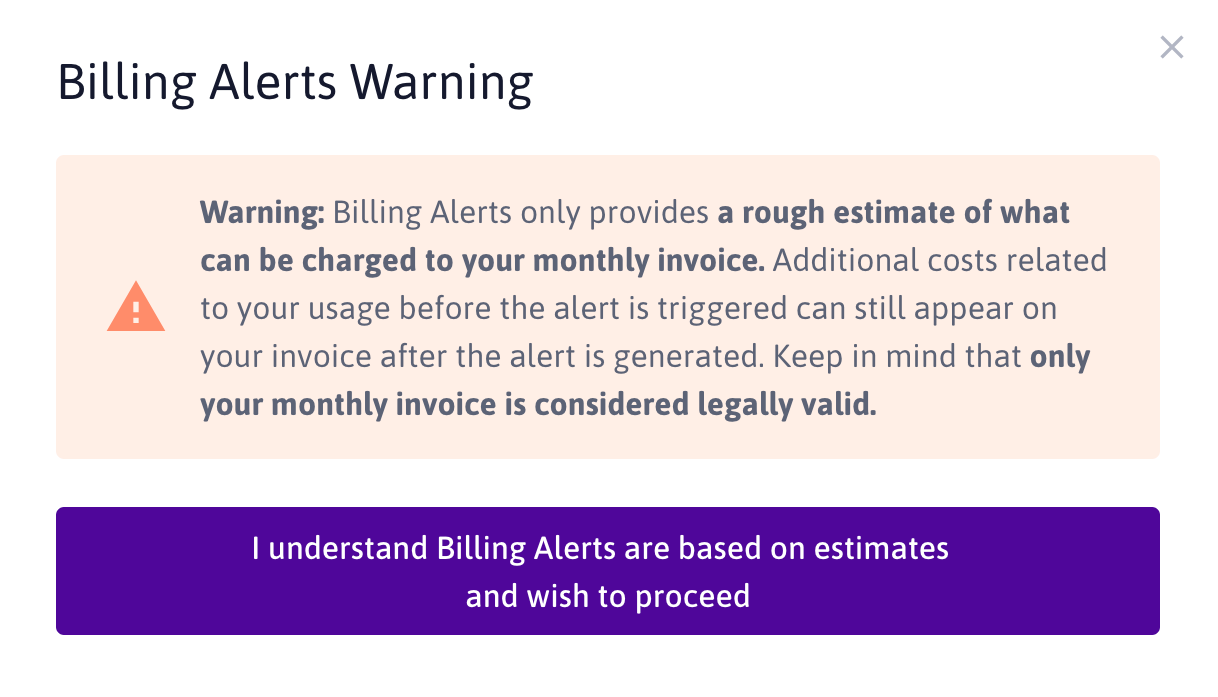 Billing Alerts Warning
Warning: Billing Alerts only provides a rough estimate of what
can be charged to your monthly invoice. Additional costs related
to your usage before the alert is triggered can still appear on
your invoice after the alert is generated. Keep in mind that only
your monthly invoice is considered legally valid.
I understand Billing Alerts are based on estimates
and wish to proceed